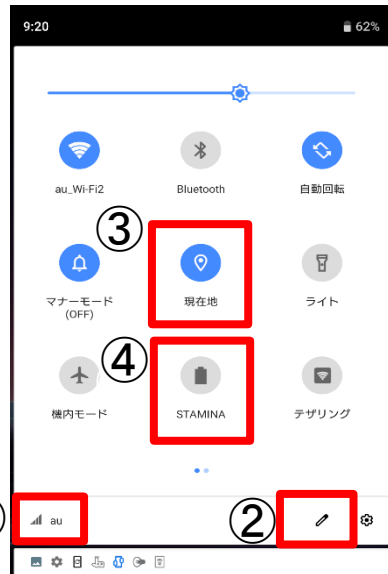 9:20 62%
au_Wi-Fi2 Bluetooth 自動回転
③
マナーモード 現在地 ライト
(OFF)
④
機内モード STAMINA テザリング
au ②